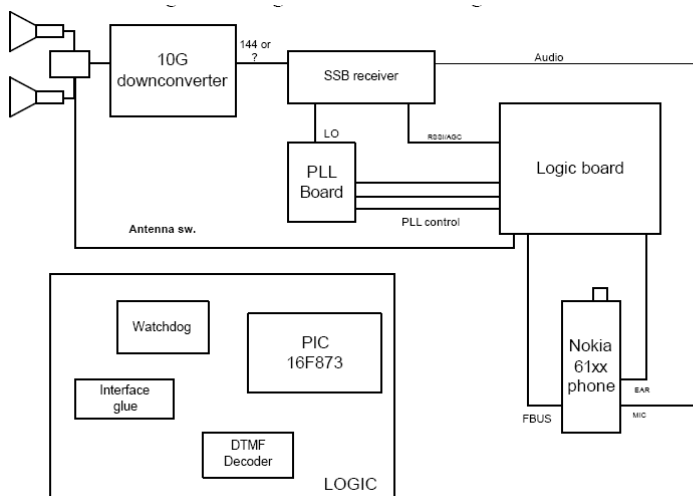 144 or
?
10G
downconverter
SSB receiver
Audio
LO
RSSI/AGC
PLL
Board
Logic board
PLL control
Antenna sw.
Watchdog
PIC
16F873
Interface
glue
DTMF
Decoder
LOGIC
Nokia
61xx
phone
EAR
FBUS
MIC